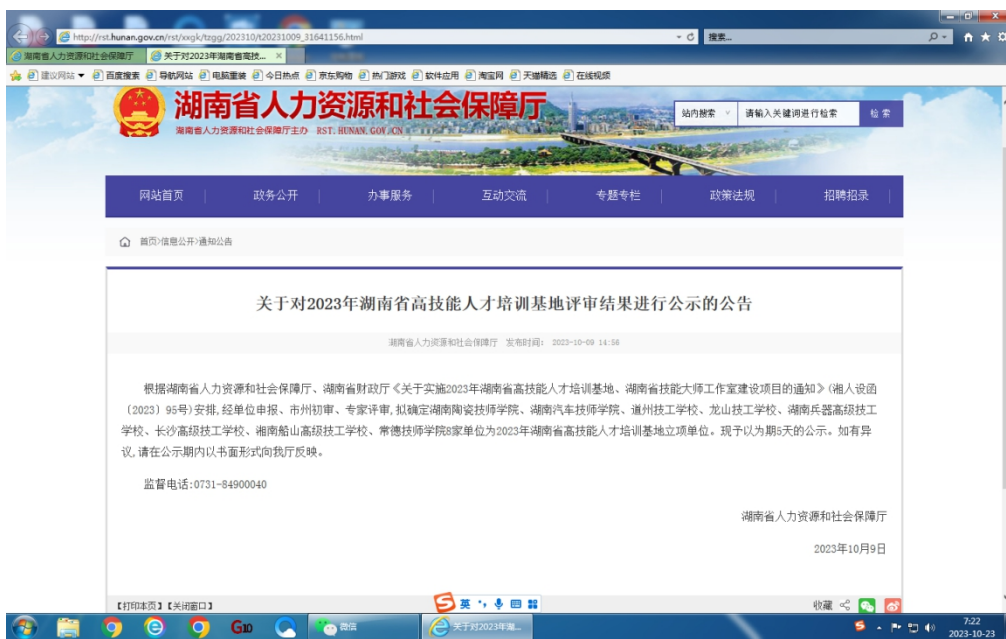 http://rst.hunan.gov.cn/rst/xxgk/tzgg/202310/t20231009_31641156.html
搜索...
湖南省人力资源和社会保障厅
关于对2023年湖南省高技...
建议网站
百度搜索
导航网站
电脑重装
今日热点
京东购物
热门游戏
软件应用
淘宝网
天猫精选
在线视频
湖南省人力资源和社会保障厅
湖南省人力资源和社会保障厅主办 RST.HUNAN.GOV.CN
站内搜索
请输入关键词进行检索
检索
网站首页
政务公开
办事服务
互动交流
专题专栏
政策法规
招聘招录
首页>信息公开>通知公告
关于对2023年湖南省高技能人才培训基地评审结果进行公示的公告
湖南省人力资源和社会保障厅 发布时间: 2023-10-09 14:56
根据湖南省人力资源和社会保障厅、湖南省财政厅《关于实施2023年湖南省高技能人才培训基地、湖南省技能大师工作室建设项目的通知》(湘人设函
〔2023〕95号)安排,经单位申报、市州初审、专家评审,拟确定湖南陶瓷技师学院、湖南汽车技师学院、道州技工学校、龙山技工学校、湖南兵器高级技工
学校、长沙高级技工学校、湘南船山高级技工学校、常德技师学院8家单位为2023年湖南省高技能人才培训基地立项单位。现予以为期5天的公示。如有异
议,请在公示期内以书面形式向我厅反映。
监督电话:0731-84900040
湖南省人力资源和社会保障厅
2023年10月9日
【打印本页】【关闭窗口】
收藏
英
G10
微信
关于对2023年湖...
7:22
2023-10-23